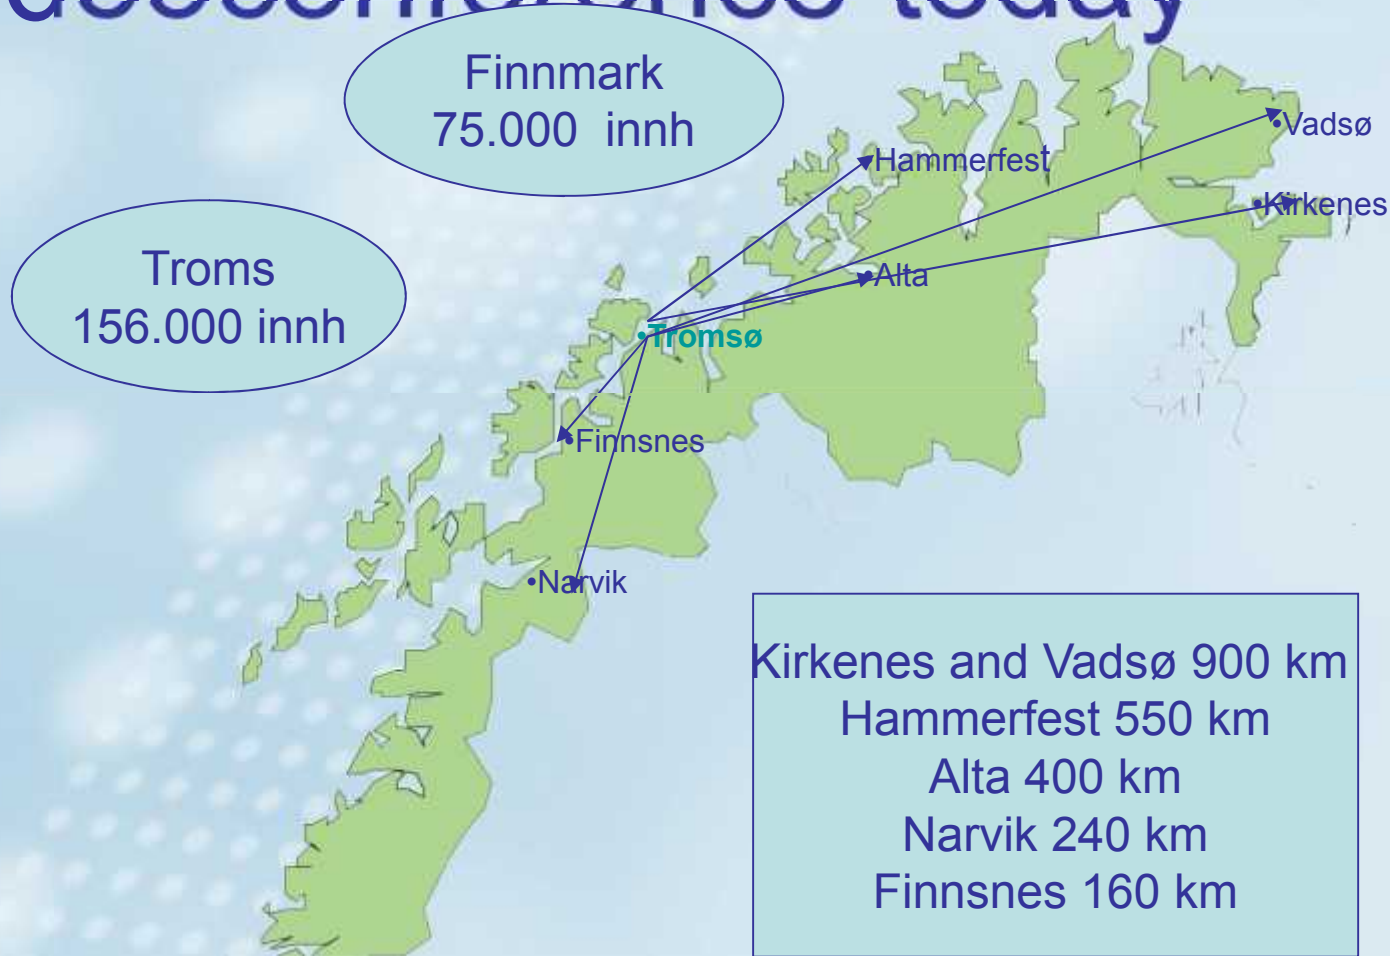 today
Finnmark
75.000 innh
Troms
156.000 innh
Hammerfest
Vadsø
Kirkenes
Alta
Tromsø
Finnsnes
Narvik
Kirkenes and Vadsø 900 km
Hammerfest 550 km
Alta 400 km
Narvik 240 km
Finnsnes 160 km